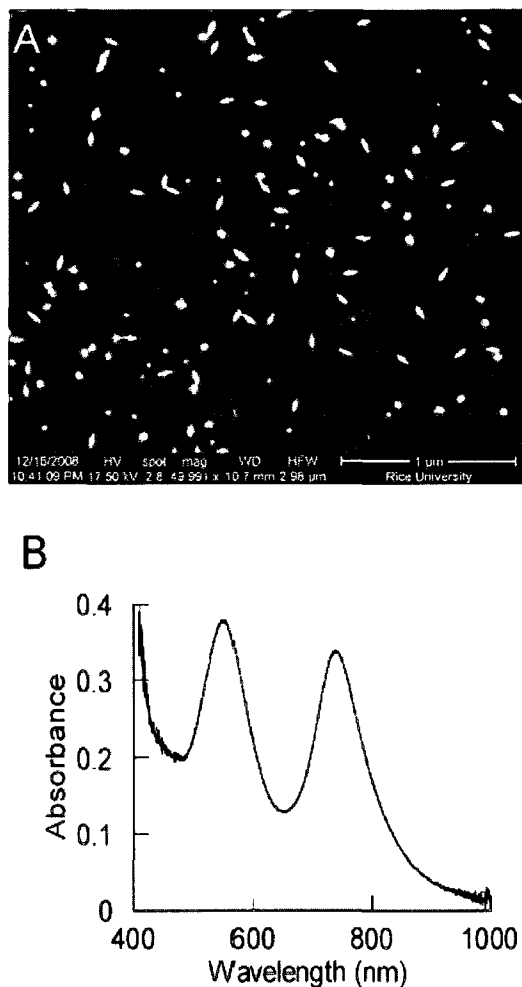 A
12/16/2008 HV spot mag WD HFW 1 µm
10:41:09 PM 17.50 kV 2.8 49 991 x 10.7 mm 2.98 µm Rice University
B
0.4
0.3
0.2
0.1
0
Absorbance
400 600 800 1000
Wavelength (nm)